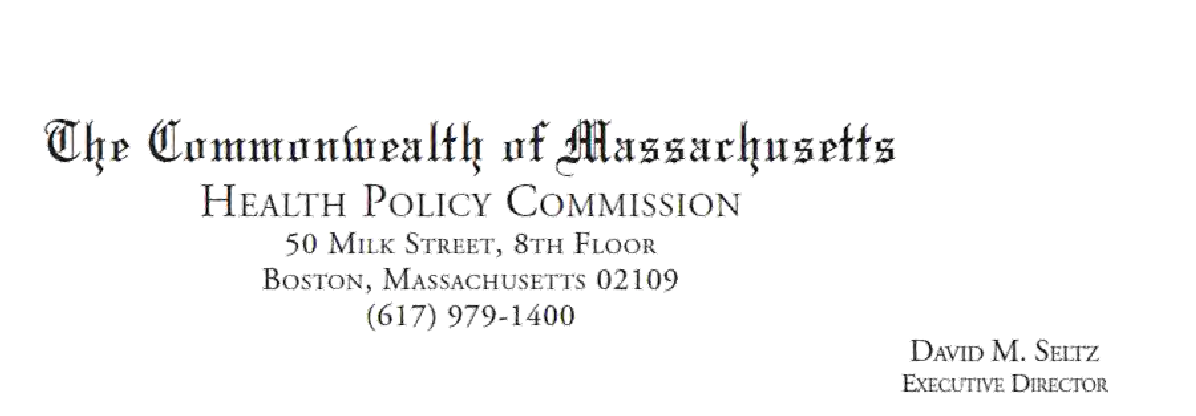 The Commonwealth of Massachusetts
HEALTH POLICY COMMISSION
50 MILK STREET, 8TH FLOOR
BOSTON, MASSACHUSETTS 02109
(617) 979-1400
DAVID M. SELTZ
EXECUTIVE DIRECTOR